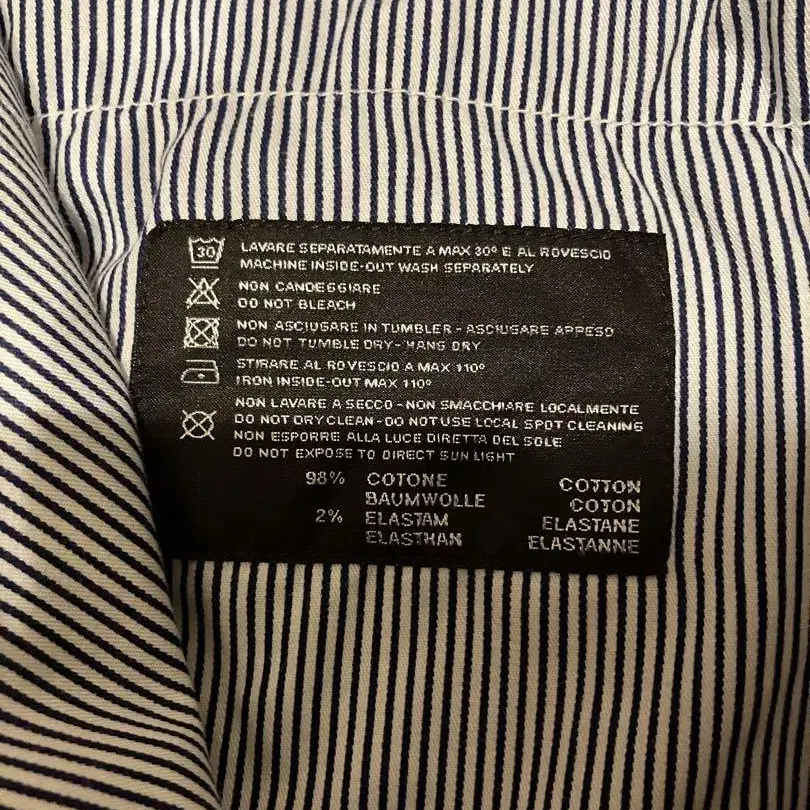 30
LAVARE SEPARATAMENTE A MAX 30° E AL ROVESCIO
MACHINE INSIDE-OUT WASH SEPARATELY
NON CANDEGGIARE
DO NOT BLEACH
NON ASCIUGARE IN TUMBLER - ASCIUGARE APPESO
DO NOT TUMBLE DRY - HANG DRY
STIRARE AL ROVESCIO A MAX 110°
IRON INSIDE-OUT MAX 110°
NON LAVARE A SECCO - NON SMACCHIARE LOCALMENTE
DO NOT DRY CLEAN - DO NOT USE LOCAL SPOT CLEANING
NON ESPORRE ALLA LUCE DIRETTA DEL SOLE
DO NOT EXPOSE TO DIRECT SUN LIGHT
98% COTONE COTTON
BAUMWOLLE COTON
2% ELASTAM ELASTANE
ELASTHAN ELASTANNE